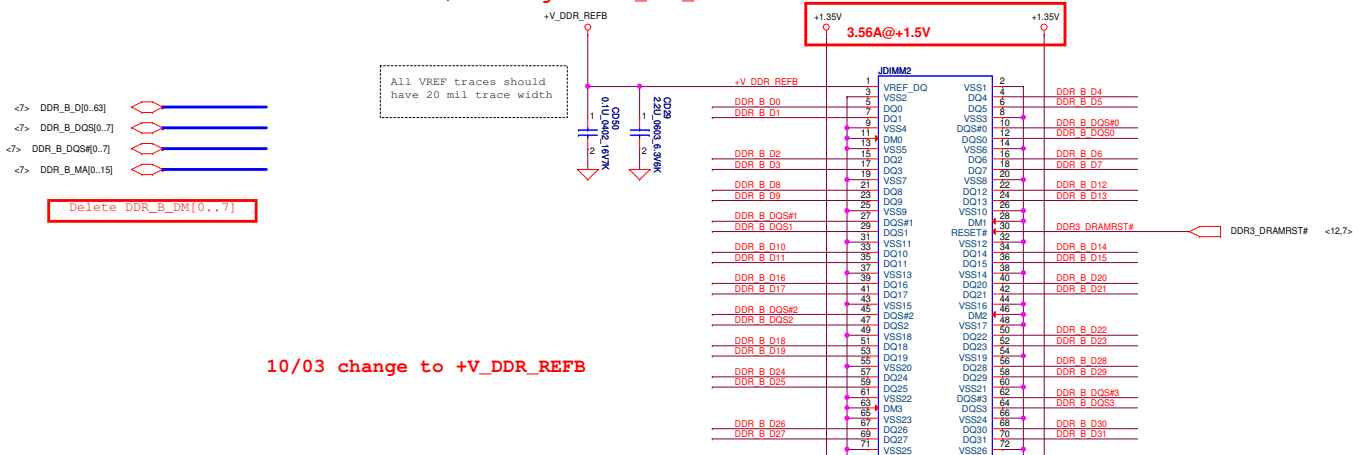 +V_DDR_REFB
+1.35V
+1.35V
3.56A@+1.5V
All VREF traces should
have 20 mil trace width
<7> DDR_B_D[0..63]
<7> DDR_B_DQS[0..7]
<7> DDR_B_DQS#[0..7]
<7> DDR_B_MA[0..15]
Delete DDR_B_DM[0..7]
1
2
CD50
0.1U_0402_16V7K
1
2
CD29
2.2U_0603_6.3V6K
10/03 change to +V_DDR_REFB
JDIMM2
+V_DDR_REFB 1 VREF_DQ VSS1 2
3 VSS2 DQ4 4 DDR_B_D4
DDR_B_D0 5 DQ0 DQ5 6 DDR_B_D5
DDR_B_D1 7 DQ1 VSS3 8
9 VSS4 DQS#0 10 DDR_B_DQS#0
11 DM0 DQS0 12 DDR_B_DQS0
13 VSS5 VSS6 14
DDR_B_D2 15 DQ2 DQ6 16 DDR_B_D6
DDR_B_D3 17 DQ3 DQ7 18 DDR_B_D7
19 VSS7 VSS8 20
DDR_B_D8 21 DQ8 DQ12 22 DDR_B_D12
DDR_B_D9 23 DQ9 DQ13 24 DDR_B_D13
25 VSS9 VSS10 26
DDR_B_DQS#1 27 DQS#1 DM1 28
DDR_B_DQS1 29 DQS1 RESET# 30 DDR3_DRAMRST# DDR3_DRAMRST# <12,7>
31 VSS11 VSS12 32
DDR_B_D10 33 DQ10 DQ14 34 DDR_B_D14
DDR_B_D11 35 DQ11 DQ15 36 DDR_B_D15
37 VSS13 VSS14 38
DDR_B_D16 39 DQ16 DQ20 40 DDR_B_D20
DDR_B_D17 41 DQ17 DQ21 42 DDR_B_D21
43 VSS15 VSS16 44
DDR_B_DQS#2 45 DQS#2 DM2 46
DDR_B_DQS2 47 DQS2 VSS17 48
49 VSS18 DQ22 50 DDR_B_D22
DDR_B_D18 51 DQ18 DQ23 52 DDR_B_D23
DDR_B_D19 53 DQ19 VSS19 54
55 VSS20 DQ28 56 DDR_B_D28
DDR_B_D24 57 DQ24 DQ29 58 DDR_B_D29
DDR_B_D25 59 DQ25 VSS21 60
61 VSS22 DQS#3 62 DDR_B_DQS#3
63 DM3 DQS3 64 DDR_B_DQS3
65 VSS23 VSS24 66
DDR_B_D26 67 DQ26 DQ30 68 DDR_B_D30
DDR_B_D27 69 DQ27 DQ31 70 DDR_B_D31
71 VSS25 VSS26 72